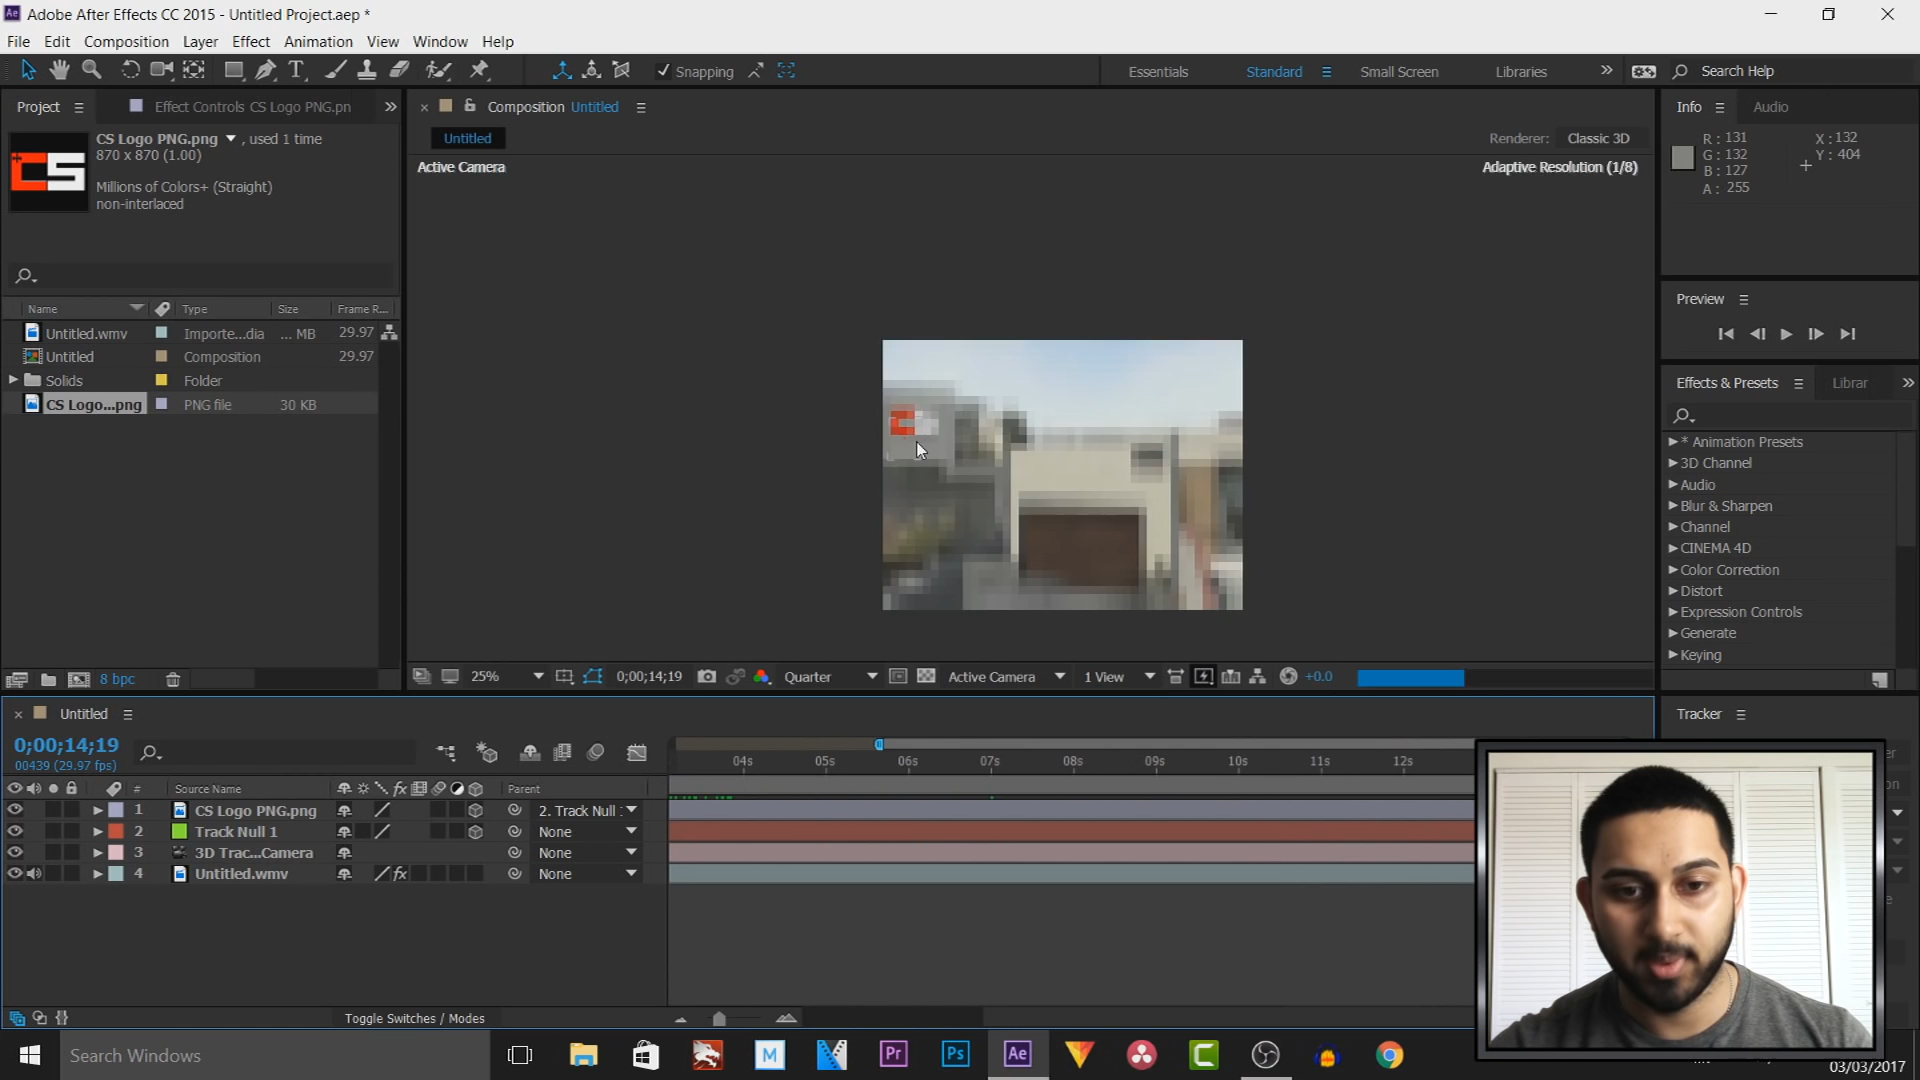 Adobe After Effects CC 2015 - Untitled Project.aep *
File Edit Composition Layer Effect Animation View Window Help
Snapping
Essentials Standard Small Screen Libraries Search Help
Project Effect Controls CS Logo PNG.pn
Composition Untitled
Info Audio
CS Logo PNG.png , used 1 time
870 x 870 (1.00)
Millions of Colors+ (Straight)
non-interlaced
CS
Untitled
Renderer: Classic 3D
Active Camera
Adaptive Resolution (1/8)
R: 131
G: 132
B: 127
A: 255
X: 132
Y: 404
Preview
Name Type Size Frame R...
Untitled.wmv Importe...dia ... MB 29.97
Untitled Composition 29.97
Solids Folder
CS Logo...png PNG file 30 KB
Effects & Presets Librar
* Animation Presets
3D Channel
Audio
Blur & Sharpen
Channel
CINEMA 4D
Color Correction
Distort
Expression Controls
Generate
Keying
8 bpc
25% 0;00;14;19 Quarter Active Camera 1 View +0.0
Untitled
Tracker
0;00;14;19
00439 (29.97 fps)
04s 05s 06s 07s 08s 09s 10s 11s 12s
# Source Name fx Parent
1 CS Logo PNG.png 2. Track Null
2 Track Null 1 None
3 3D Trac...Camera None
4 Untitled.wmv fx None
Toggle Switches / Modes
Search Windows
M Pr Ps Ae C
03/03/2017